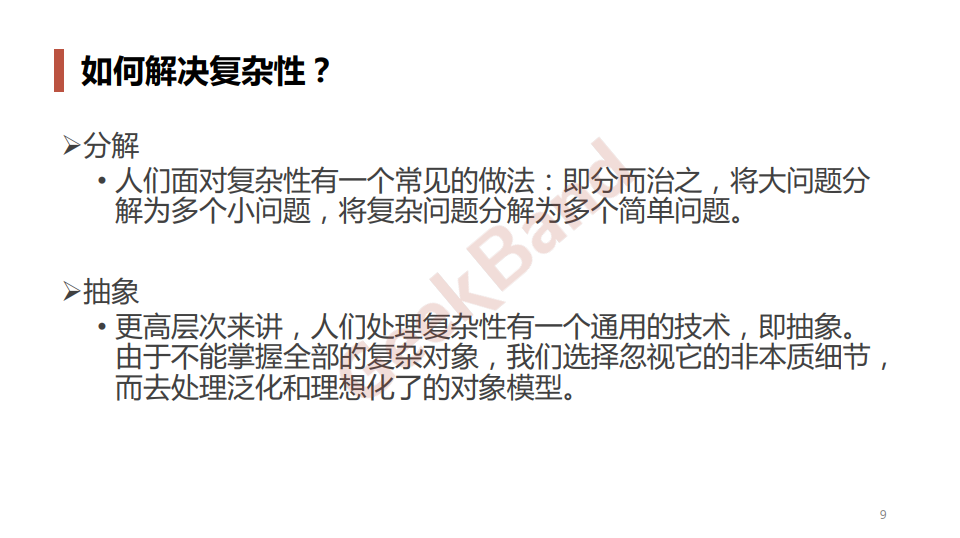 如何解决复杂性？
➢分解
• 人们面对复杂性有一个常见的做法：即分而治之，将大问题分
解为多个小问题，将复杂问题分解为多个简单问题。
➢抽象
• 更高层次来讲，人们处理复杂性有一个通用的技术，即抽象。
由于不能掌握全部的复杂对象，我们选择忽视它的非本质细节，
而去处理泛化和理想化了的对象模型。
GeekBand
9